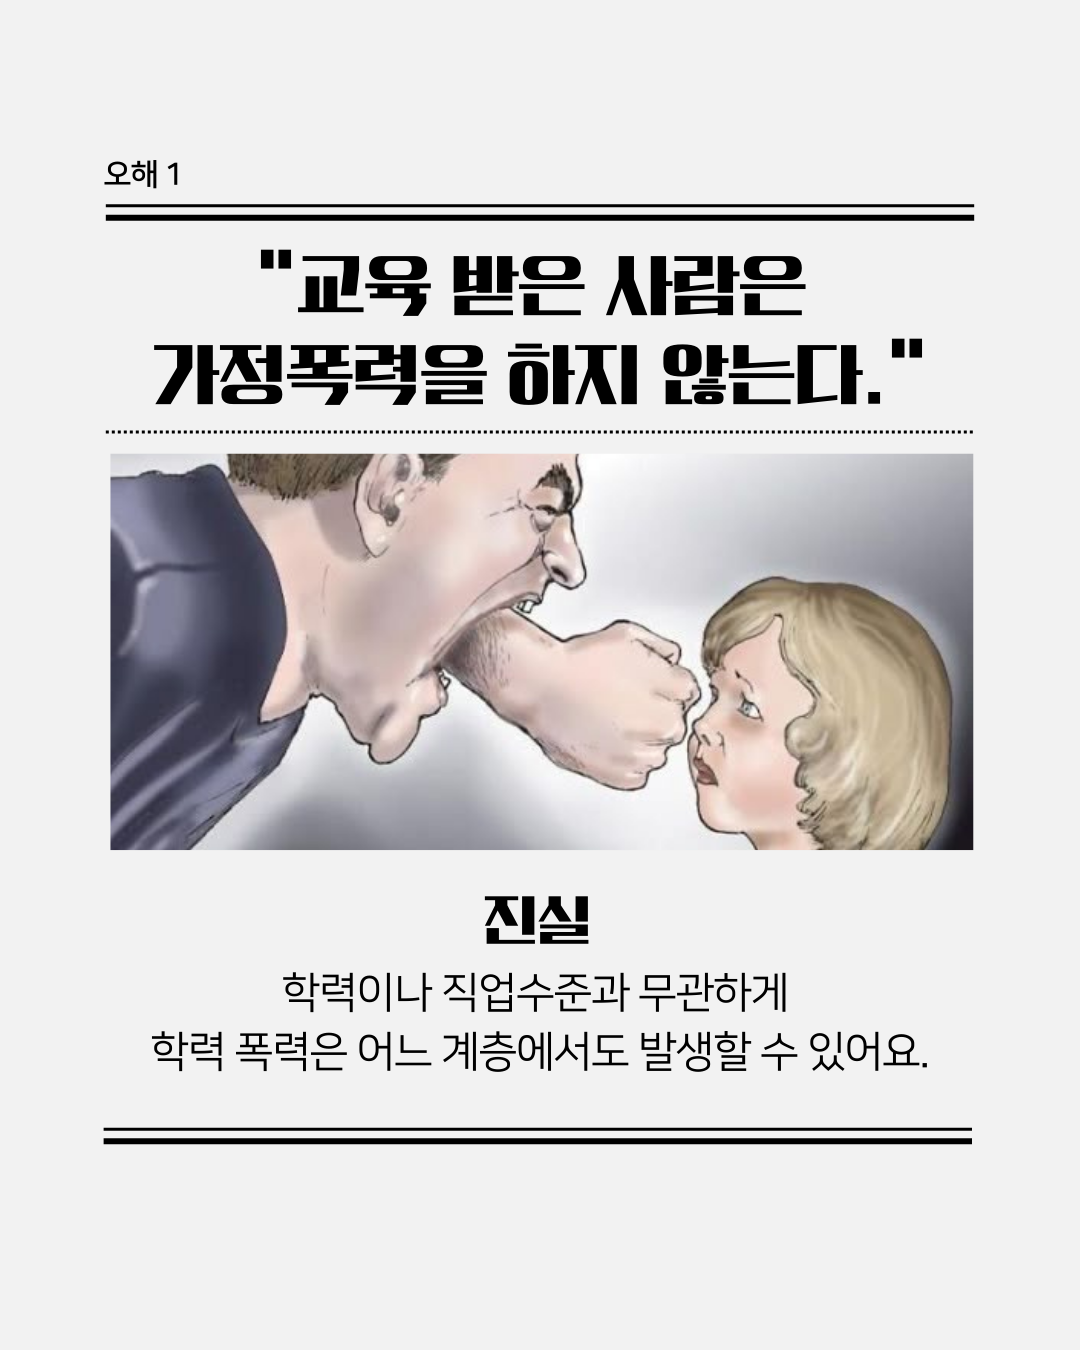 오해 1
"교육 받은 사람은
가정폭력을 하지 않는다."
진실
학력이나 직업수준과 무관하게
학력 폭력은 어느 계층에서도 발생할 수 있어요.